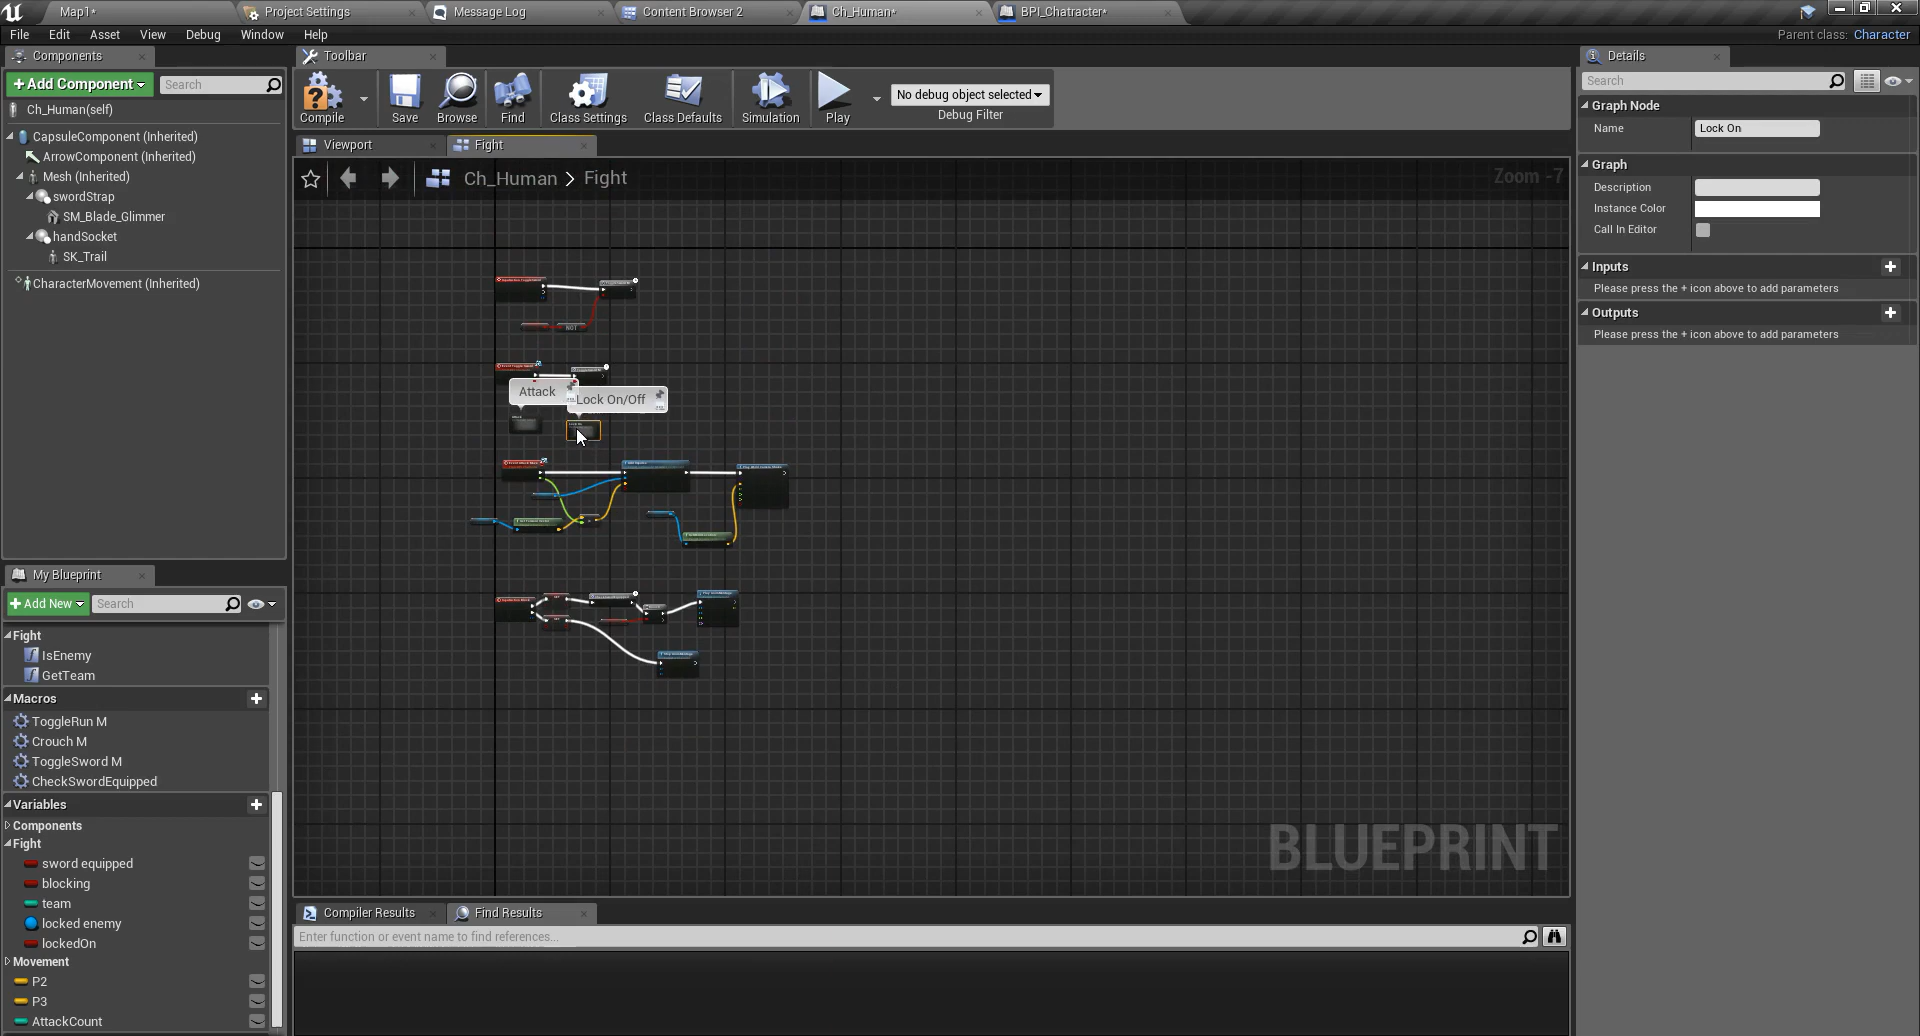 Map1*
Project Settings
Message Log
Content Browser 2
Ch_Human*
BPI_Chatracter*
File Edit Asset View Debug Window Help
Parent class: Character
Components
+Add Component
Search
Ch_Human(self)
CapsuleComponent (Inherited)
ArrowComponent (Inherited)
Mesh (Inherited)
swordStrap
SM_Blade_Glimmer
handSocket
SK_Trail
CharacterMovement (Inherited)
My Blueprint
+Add New
Search
Fight
IsEnemy
GetTeam
Macros
ToggleRun M
Crouch M
ToggleSword M
CheckSwordEquipped
Variables
Components
Fight
sword equipped
blocking
team
locked enemy
lockedOn
Movement
P2
P3
AttackCount
Toolbar
Compile
Save
Browse
Find
Class Settings
Class Defaults
Simulation
Play
No debug object selected
Debug Filter
Viewport
Fight
Ch_Human > Fight
Zoom -7
NOT
Attack
Lock On/Off
BLUEPRINT
Compiler Results
Find Results
Enter function or event name to find references...
Details
Search
Graph Node
Name
Lock On
Graph
Description
Instance Color
Call In Editor
Inputs
Please press the + icon above to add parameters
Outputs
Please press the + icon above to add parameters